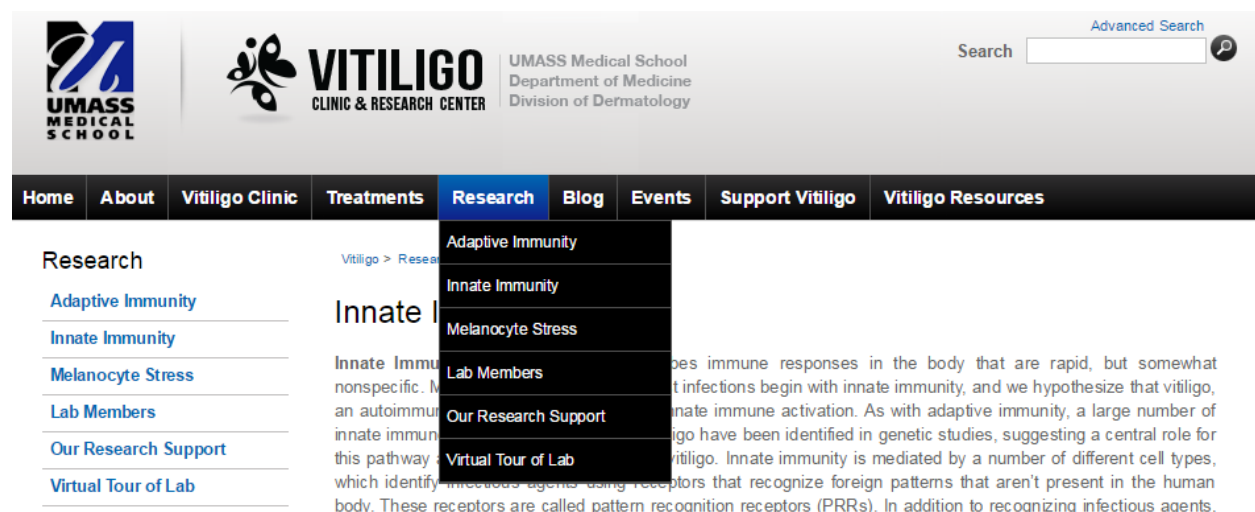 UMASS
MEDICAL
SCHOOL
VITILIGO
CLINIC & RESEARCH CENTER
UMASS Medical School
Department of Medicine
Division of Dermatology
Advanced Search
Search
Home About Vitiligo Clinic Treatments Research Blog Events Support Vitiligo Vitiligo Resources
Adaptive Immunity
Innate Immunity
Melanocyte Stress
Lab Members
Our Research Support
Virtual Tour of Lab
Research
Adaptive Immunity
Innate Immunity
Melanocyte Stress
Lab Members
Our Research Support
Virtual Tour of Lab
Vitiligo >
Innate
Innate immune responses in the body that are rapid, but somewhat
nonspecific. infections begin with innate immunity, and we hypothesize that vitiligo,
an immune activation. As with adaptive immunity, a large number of
innate have been identified in genetic studies, suggesting a central role for
this pathway Innate immunity is mediated by a number of different cell types,
which identify infectious agents using receptors that recognize foreign patterns that aren't present in the human
body. These receptors are called pattern recognition receptors (PRRs). In addition to recognizing infectious agents,